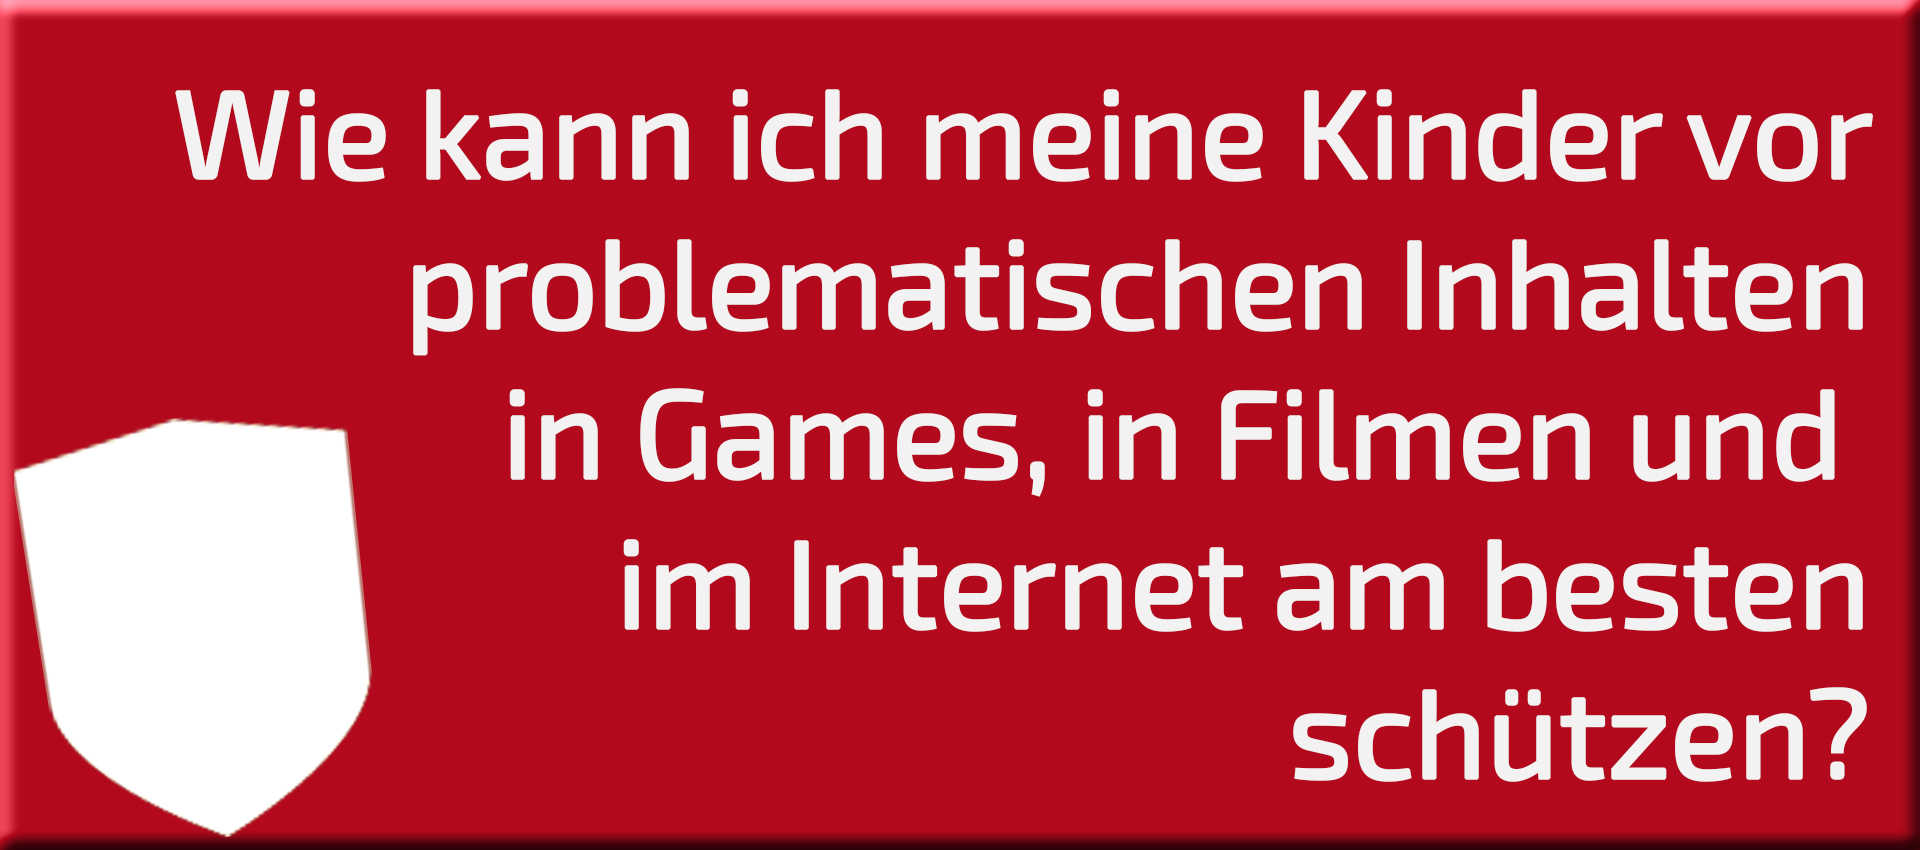 Wie kann ich meine Kinder vor
problematischen Inhalten
in Games, in Filmen und
im Internet am besten
schützen?